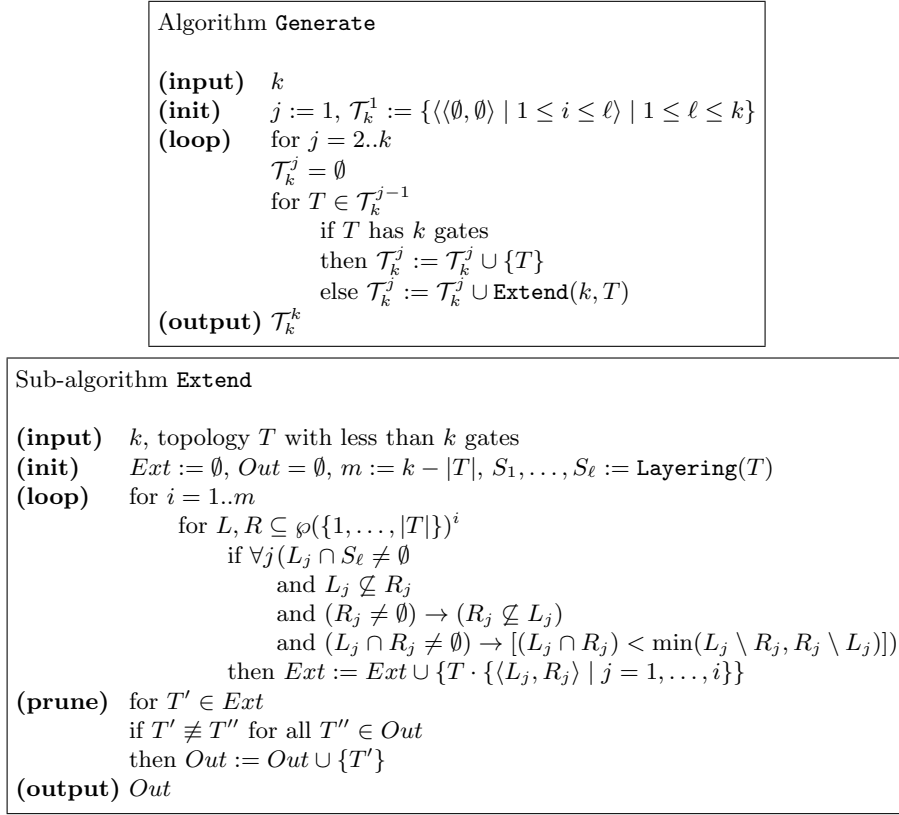 Algorithm Generate
(input) k
(init) j := 1, 𝒯_k^1 := {⟨⟨∅, ∅⟩ | 1 ≤ i ≤ ℓ⟩ | 1 ≤ ℓ ≤ k}
(loop) for j = 2..k
𝒯_k^j = ∅
for T ∈ 𝒯_k^{j−1}
if T has k gates
then 𝒯_k^j := 𝒯_k^j ∪ {T}
else 𝒯_k^j := 𝒯_k^j ∪ Extend(k, T)
(output) 𝒯_k^k
Sub-algorithm Extend
(input) k, topology T with less than k gates
(init) Ext := ∅, Out = ∅, m := k − |T|, S_1, . . . , S_ℓ := Layering(T)
(loop) for i = 1..m
for L, R ⊆ ℘({1, . . . , |T|})^i
if ∀j(L_j ∩ S_ℓ ≠ ∅
and L_j ⊈ R_j
and (R_j ≠ ∅) → (R_j ⊈ L_j)
and (L_j ∩ R_j ≠ ∅) → [(L_j ∩ R_j) < min(L_j \ R_j, R_j \ L_j)])
then Ext := Ext ∪ {T · {⟨L_j, R_j⟩ | j = 1, . . . , i}}
(prune) for T′ ∈ Ext
if T′ ≢ T″ for all T″ ∈ Out
then Out := Out ∪ {T′}
(output) Out